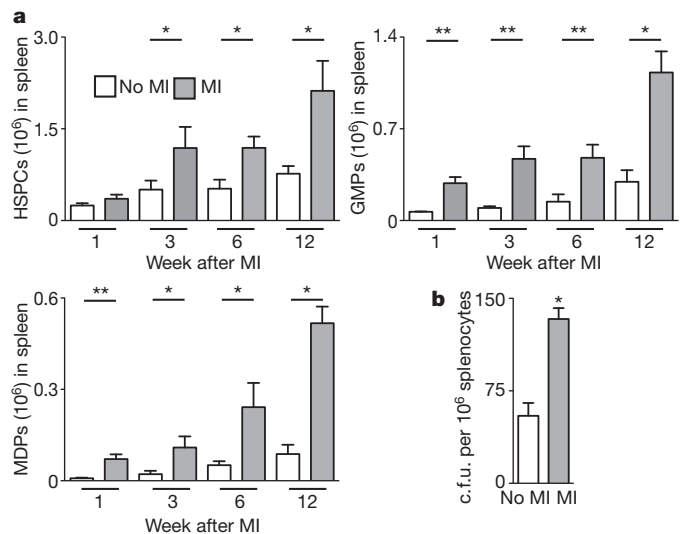 a
HSPCs (10⁶) in spleen
3.0
1.5
0
* * *
No MI MI
1 3 6 12
Week after MI
GMPs (10⁶) in spleen
1.4
0.7
0
** ** ** *
1 3 6 12
Week after MI
MDPs (10⁶) in spleen
0.6
0.3
0
** * * *
1 3 6 12
Week after MI
b
c.f.u. per 10⁶ splenocytes
150
75
0
*
No MI MI